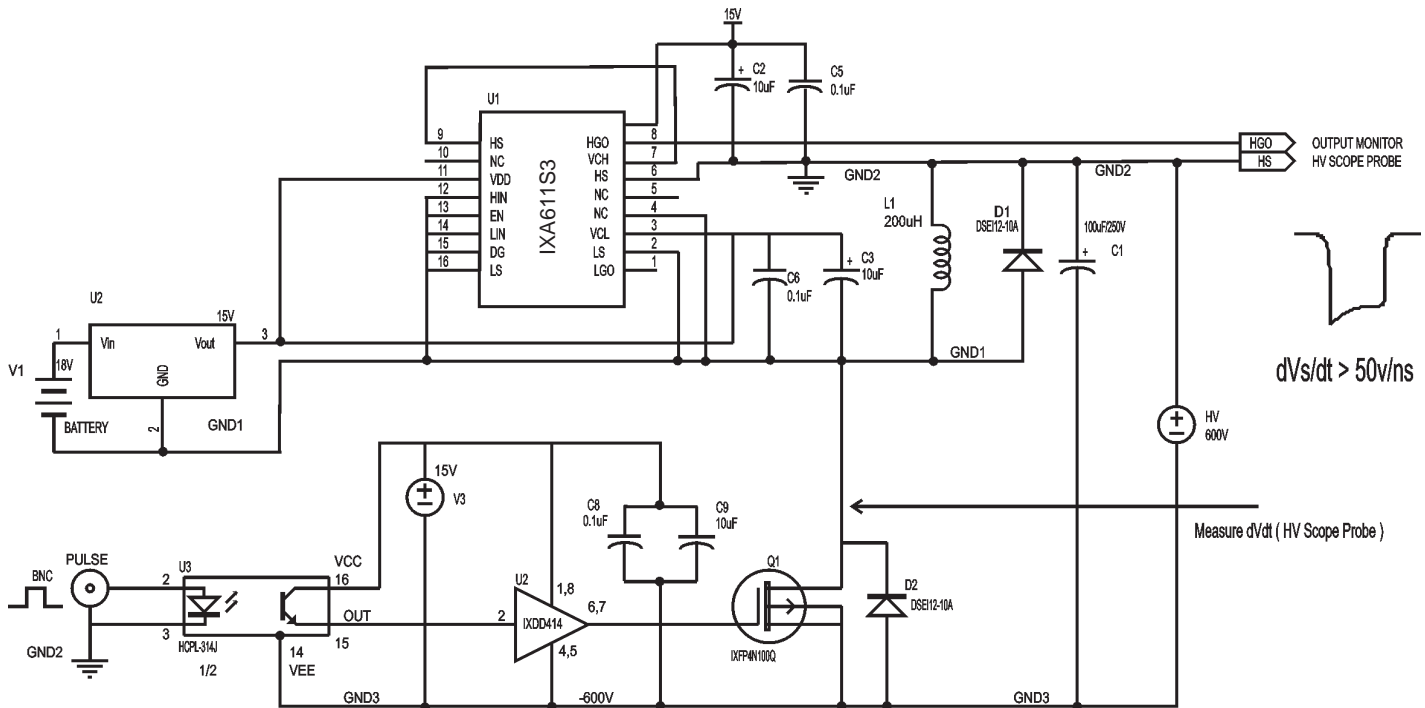 15V
C2
10uF
+
C5
0.1uF
U1
IXA611S3
9 HS
10 NC
11 VDD
12 HIN
13 EN
14 LIN
15 DG
16 LS
HGO 8
VCH 7
HS 6
NC 5
NC 4
VCL 3
LS 2
LGO 1
HGO OUTPUT MONITOR
HS HV SCOPE PROBE
GND2
GND2
L1
200uH
D1
DSEI12-10A
100uF/250V
+
C1
C6
0.1uF
+
C3
10uF
GND1
dVs/dt > 50v/ns
U2
15V
1
Vin
Vout
3
GND
2
V1
18V
BATTERY
GND1
HV
600V
+
15V
+
V3
C8
0.1uF
C9
10uF
Measure dVdt ( HV Scope Probe )
BNC
PULSE
GND2
U3
2
3
HCPL-314J
1/2
VCC
16
OUT
15
14
VEE
U2
2
1,8
IXDD414
6,7
4,5
Q1
IXFP4N100Q
D2
DSEI12-10A
GND3
-600V
GND3